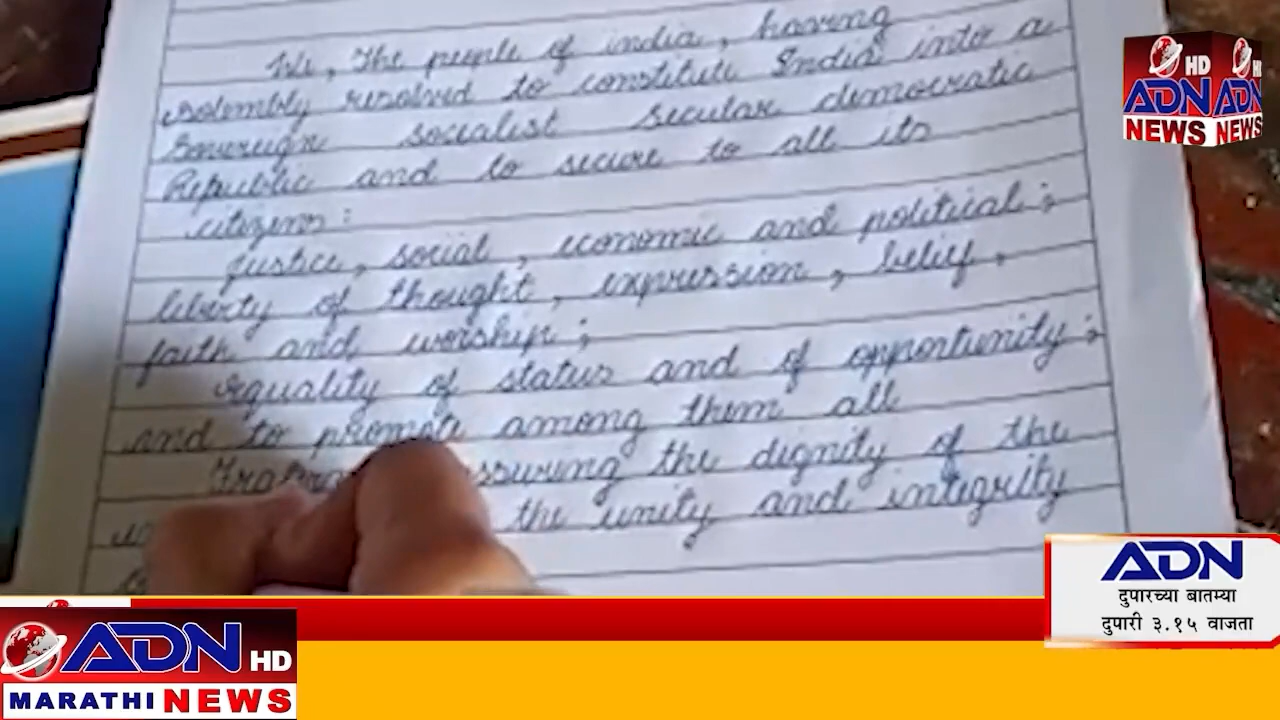 We, The people of india, having
solembly resolved to constitute India into a
Sovereign socialist secular democratic
Republic and to secure to all its
citizens:
Justice, social, economic and political;
liberty of thought, expression, belief,
faith and worship;
equality of status and of opportunity;
and to promote among them all
assuring the dignity of the
the unity and integrity
HD
ADN ADN
NEWS NEWS
ADN
दुपारच्या बातम्या
दुपारी ३.१५ वाजता
ADN HD
MARATHI NEWS